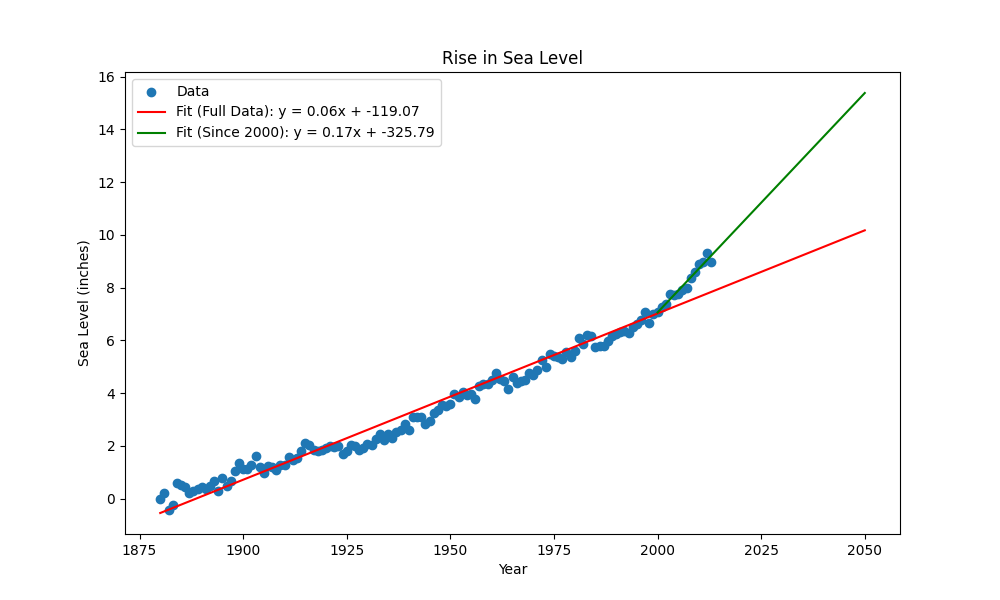 Rise in Sea Level
Data
Fit (Full Data): y = 0.06x + -119.07
Fit (Since 2000): y = 0.17x + -325.79
Sea Level (inches)
16
14
12
10
8
6
4
2
0
1875 1900 1925 1950 1975 2000 2025 2050
Year